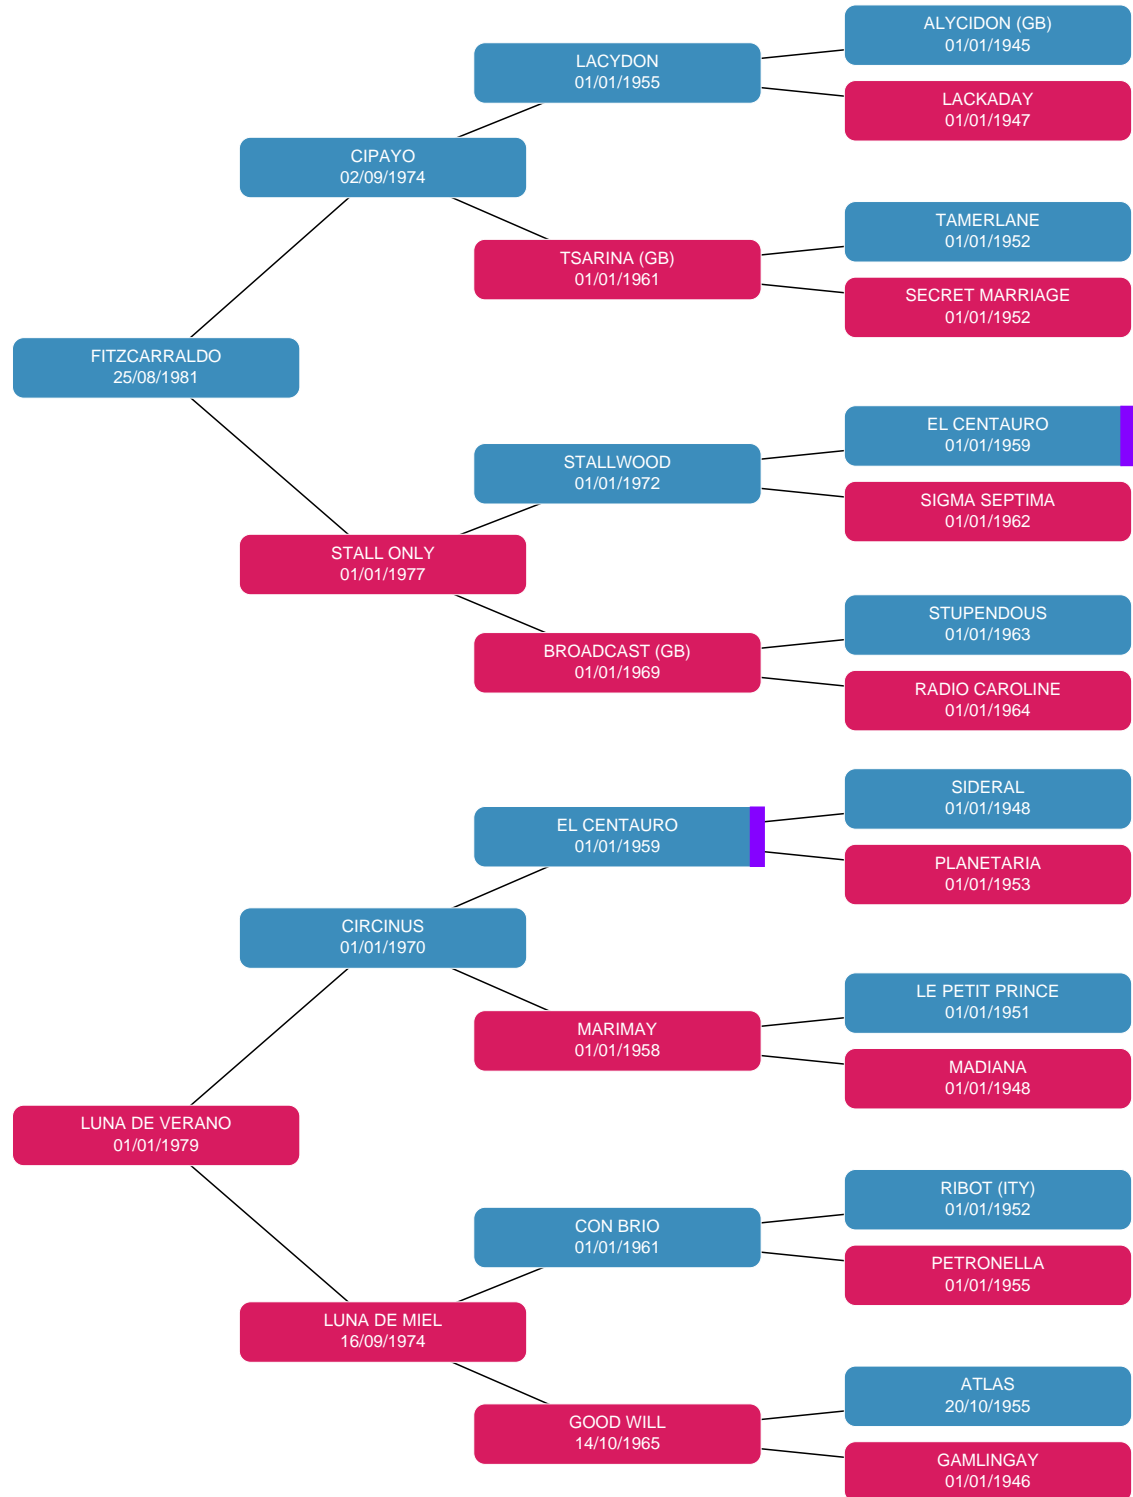 ALYCIDON (GB)
01/01/1945
LACYDON
01/01/1955
LACKADAY
01/01/1947
CIPAYO
02/09/1974
TAMERLANE
01/01/1952
TSARINA (GB)
01/01/1961
SECRET MARRIAGE
01/01/1952
FITZCARRALDO
25/08/1981
EL CENTAURO
01/01/1959
STALLWOOD
01/01/1972
SIGMA SEPTIMA
01/01/1962
STALL ONLY
01/01/1977
STUPENDOUS
01/01/1963
BROADCAST (GB)
01/01/1969
RADIO CAROLINE
01/01/1964
SIDERAL
01/01/1948
EL CENTAURO
01/01/1959
PLANETARIA
01/01/1953
CIRCINUS
01/01/1970
LE PETIT PRINCE
01/01/1951
MARIMAY
01/01/1958
MADIANA
01/01/1948
LUNA DE VERANO
01/01/1979
RIBOT (ITY)
01/01/1952
CON BRIO
01/01/1961
PETRONELLA
01/01/1955
LUNA DE MIEL
16/09/1974
ATLAS
20/10/1955
GOOD WILL
14/10/1965
GAMLINGAY
01/01/1946